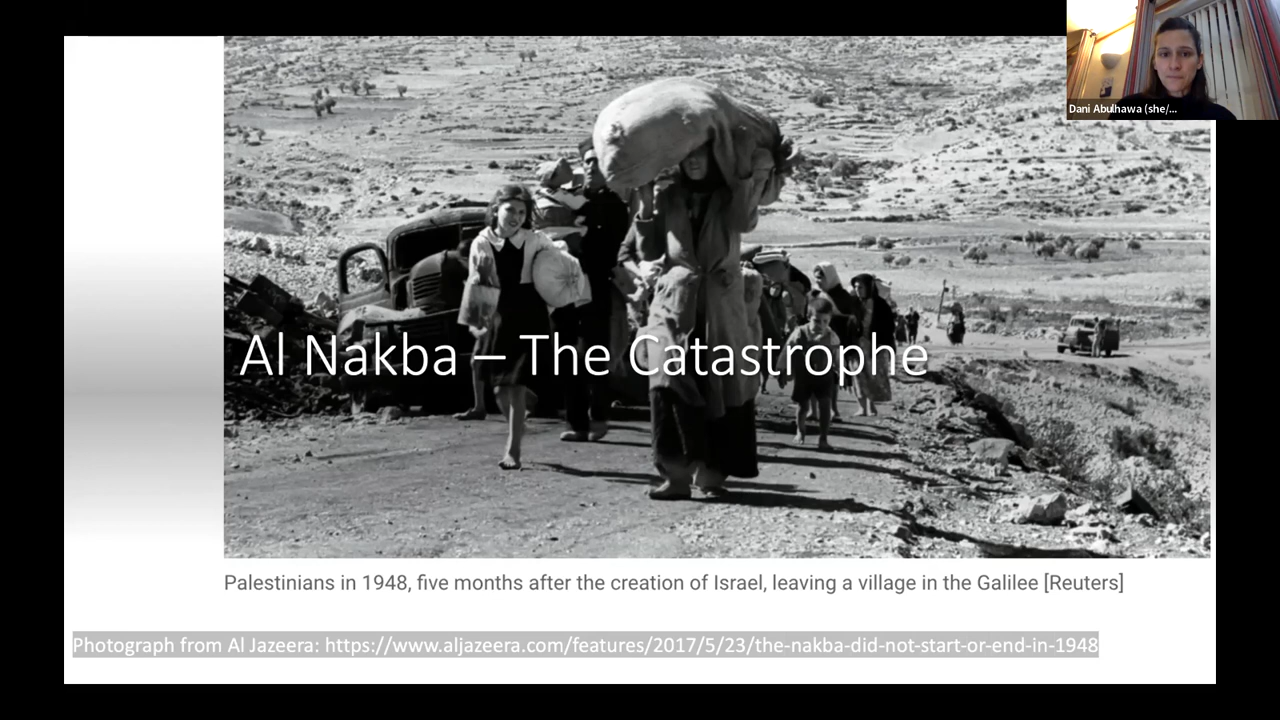 Dani Abulhawa (she/...
Al Nakba – The Catastrophe
Palestinians in 1948, five months after the creation of Israel, leaving a village in the Galilee [Reuters]
Photograph from Al Jazeera: https://www.aljazeera.com/features/2017/5/23/the-nakba-did-not-start-or-end-in-1948